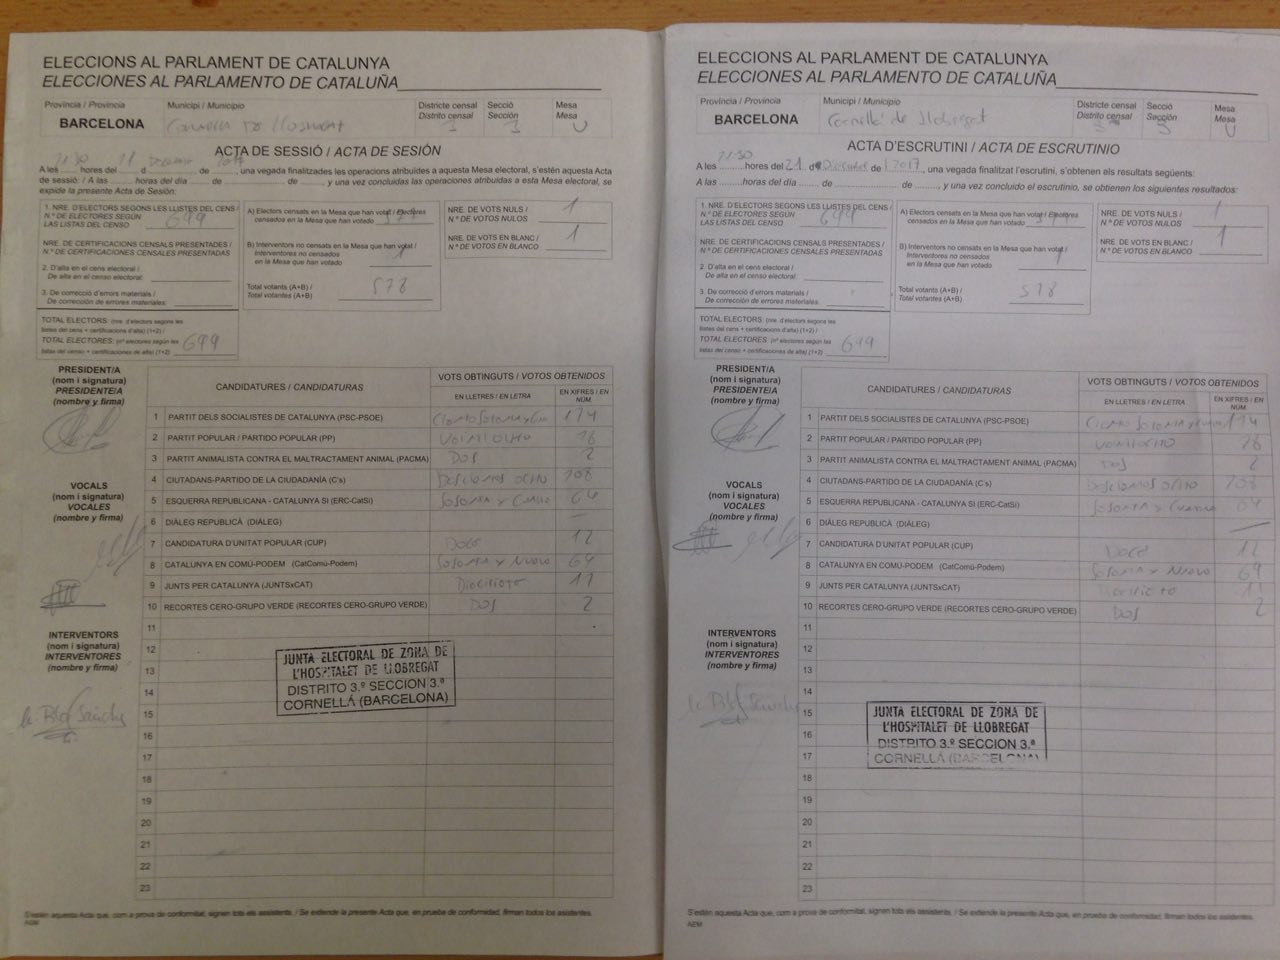 ELECCIONS AL PARLAMENT DE CATALUNYA
ELECCIONES AL PARLAMENTO DE CATALUÑA
Província / Provincia Municipi / Municipio Districte censal Secció Mesa
Distrito censal Sección Mesa
BARCELONA 3 3 U
ACTA DE SESSIÓ / ACTA DE SESIÓN
21:30 21
A les hores del d de , una vegada finalitzades les operacions atribuïdes a aquesta Mesa electoral, s'estén aquesta Acta
de sessió: / A las hores del día de de , y una vez concluidas las operaciones atribuidas a esta Mesa electoral, se
expide la presente Acta de Sesión:
1. NRE. D'ELECTORS SEGONS LES LLISTES DEL CENS /
N.º DE ELECTORES SEGÚN
LAS LISTAS DEL CENSO 699
NRE. DE CERTIFICACIONS CENSALS PRESENTADES /
N.º DE CERTIFICACIONES CENSALES PRESENTADAS
2. D'alta en el cens electoral /
De alta en el censo electoral:
3. De correcció d'errors materials /
De corrección de errores materiales:
TOTAL ELECTORS: (nre. d'electors segons les
llistes del cens + certificacions d'alta) (1+2) /
TOTAL ELECTORES: (nº electores según las
listas del censo + certificaciones de alta) (1+2) 699
A) Electors censats en la Mesa que han votat / Electores
censados en la Mesa que han votado 577
B) Interventors no censats en la Mesa que han votat /
Interventores no censados
en la Mesa que han votado 1
Total votants (A+B) /
Total votantes (A+B) 578
NRE. DE VOTS NULS /
N.º DE VOTOS NULOS 1
NRE. DE VOTS EN BLANC /
N.º DE VOTOS EN BLANCO 1
PRESIDENT/A
(nom i signatura)
PRESIDENTE/A
(nombre y firma)
VOCALS
(nom i signatura)
VOCALES
(nombre y firma)
INTERVENTORS
(nom i signatura)
INTERVENTORES
(nombre y firma)
CANDIDATURES / CANDIDATURAS VOTS OBTINGUTS / VOTOS OBTENIDOS
EN LLETRES / EN LETRA EN XIFRES / EN NÚM.
1 PARTIT DELS SOCIALISTES DE CATALUNYA (PSC-PSOE) 174
2 PARTIT POPULAR / PARTIDO POPULAR (PP) VEINTIOCHO 28
3 PARTIT ANIMALISTA CONTRA EL MALTRACTAMENT ANIMAL (PACMA) DOS 2
4 CIUTADANS-PARTIDO DE LA CIUDADANÍA (C's) DOSCIENTOS OCHO 208
5 ESQUERRA REPUBLICANA - CATALUNYA SI (ERC-CatSí) SESENTA Y CUATRO 64
6 DIÀLEG REPUBLICÀ (DIÀLEG) —
7 CANDIDATURA D'UNITAT POPULAR (CUP) DOCE 12
8 CATALUNYA EN COMÚ-PODEM (CatComú-Podem) SESENTA Y NUEVE 69
9 JUNTS PER CATALUNYA (JUNTSxCAT) DIECISIETE 17
10 RECORTES CERO-GRUPO VERDE (RECORTES CERO-GRUPO VERDE) DOS 2
11
12
13
14
15
16
17
18
19
20
21
22
23
JUNTA ELECTORAL DE ZONA DE
L'HOSPITALET DE LLOBREGAT
DISTRITO 3.º SECCION 3.ª
CORNELLÁ (BARCELONA)
S'estén aquesta Acta que, com a prova de conformitat, signen tots els assistents. / Se extiende la presente Acta que, en prueba de conformidad, firman todos los asistentes.
ELECCIONS AL PARLAMENT DE CATALUNYA
ELECCIONES AL PARLAMENTO DE CATALUÑA
Província / Provincia Municipi / Municipio Districte censal Secció Mesa
Distrito censal Sección Mesa
BARCELONA Cornellá de Llobregat 3 U
ACTA D'ESCRUTINI / ACTA DE ESCRUTINIO
21:30
A les hores del 21 d Diciembre de 2017, una vegada finalitzat l'escrutini, s'obtenen els resultats següents:
A las hores del día de de , y una vez concluido el escrutinio, se obtienen los siguientes resultados:
1. NRE. D'ELECTORS SEGONS LES LLISTES DEL CENS /
N.º DE ELECTORES SEGÚN
LAS LISTAS DEL CENSO 699
NRE. DE CERTIFICACIONS CENSALS PRESENTADES /
N.º DE CERTIFICACIONES CENSALES PRESENTADAS
2. D'alta en el cens electoral /
De alta en el censo electoral:
3. De correcció d'errors materials /
De corrección de errores materiales:
TOTAL ELECTORS: (nre. d'electors segons les
llistes del cens + certificacions d'alta) (1+2) /
TOTAL ELECTORES: (nº electores según las
listas del censo + certificaciones de alta) (1+2) 699
A) Electors censats en la Mesa que han votat / Electores
censados en la Mesa que han votado
B) Interventors no censats en la Mesa que han votat /
Interventores no censados
en la Mesa que han votado 1
Total votants (A+B) /
Total votantes (A+B) 578
NRE. DE VOTS NULS /
N.º DE VOTOS NULOS 1
NRE. DE VOTS EN BLANC /
N.º DE VOTOS EN BLANCO 1
PRESIDENT/A
(nom i signatura)
PRESIDENTE/A
(nombre y firma)
VOCALS
(nom i signatura)
VOCALES
(nombre y firma)
INTERVENTORS
(nom i signatura)
INTERVENTORES
(nombre y firma)
CANDIDATURES / CANDIDATURAS VOTS OBTINGUTS / VOTOS OBTENIDOS
EN LLETRES / EN LETRA EN XIFRES / EN NÚM.
1 PARTIT DELS SOCIALISTES DE CATALUNYA (PSC-PSOE) 174
2 PARTIT POPULAR / PARTIDO POPULAR (PP) VEINTIOCHO 28
3 PARTIT ANIMALISTA CONTRA EL MALTRACTAMENT ANIMAL (PACMA) DOS 2
4 CIUTADANS-PARTIDO DE LA CIUDADANÍA (C's) DOSCIENTOS OCHO 208
5 ESQUERRA REPUBLICANA - CATALUNYA SI (ERC-CatSí) SESENTA Y CUATRO 64
6 DIÀLEG REPUBLICÀ (DIÀLEG) —
7 CANDIDATURA D'UNITAT POPULAR (CUP) DOCE 12
8 CATALUNYA EN COMÚ-PODEM (CatComú-Podem) SESENTA Y NUEVE 69
9 JUNTS PER CATALUNYA (JUNTSxCAT) DIECISIETE 17
10 RECORTES CERO-GRUPO VERDE (RECORTES CERO-GRUPO VERDE) DOS 2
11
12
13
14
15
16
17
18
19
20
21
22
23
JUNTA ELECTORAL DE ZONA DE
L'HOSPITALET DE LLOBREGAT
DISTRITO 3.º SECCION 3.ª
CORNELLÁ (BARCELONA)
S'estén aquesta Acta que, com a prova de conformitat, signen tots els assistents. / Se extiende la presente Acta que, en prueba de conformidad, firman todos los asistentes.